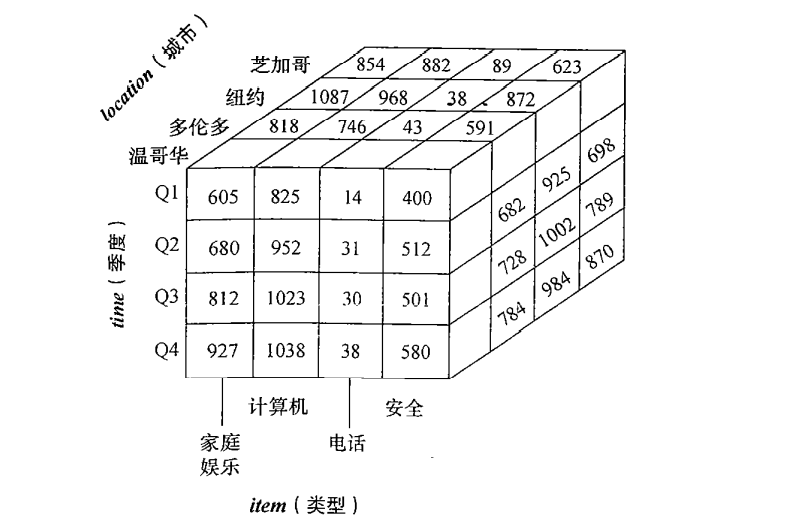 location（城市）
芝加哥 854 882 89 623
纽约 1087 968 38 872
多伦多 818 746 43 591
温哥华
Q1 605 825 14 400
682 925 698
Q2 680 952 31 512
728 1002 789
Q3 812 1023 30 501
784 984 870
Q4 927 1038 38 580
time（季度）
计算机 安全
家庭 电话
娱乐
item（类型）